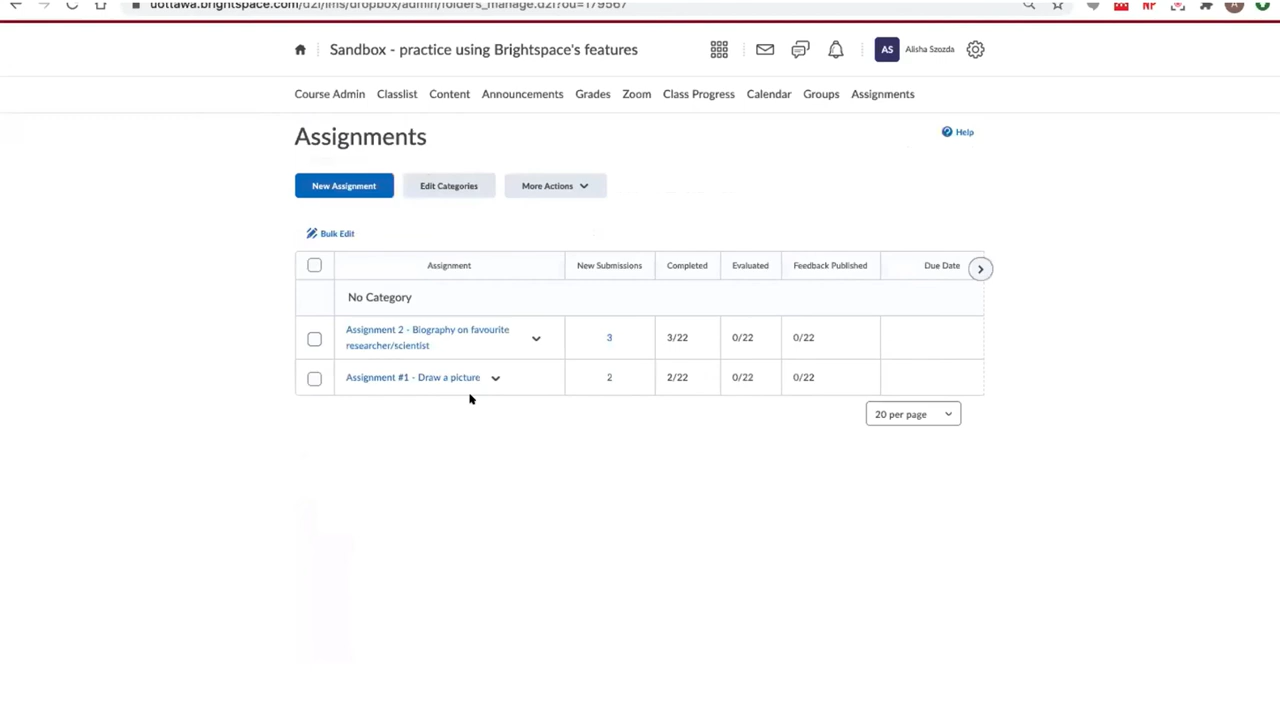 uottawa.brightspace.com/d2l/lms/dropbox/admin/folders_manage.d2l?ou=179567
NP
A
Sandbox - practice using Brightspace's features
AS
Alisha Szozda
Course Admin Classlist Content Announcements Grades Zoom Class Progress Calendar Groups Assignments
Assignments
Help
New Assignment Edit Categories More Actions
Bulk Edit
Assignment New Submissions Completed Evaluated Feedback Published Due Date
No Category
Assignment 2 - Biography on favourite
researcher/scientist
3 3/22 0/22 0/22
Assignment #1 - Draw a picture 2 2/22 0/22 0/22
20 per page